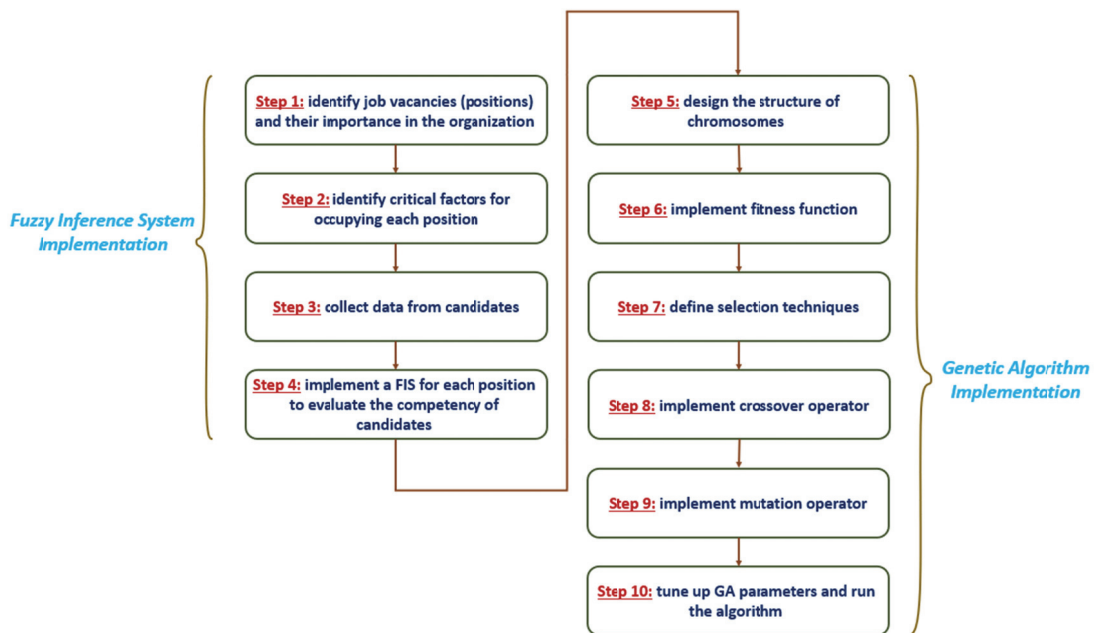 Fuzzy Inference System
Implementation
Step 1: identify job vacancies (positions)
and their importance in the organization
Step 2: identify critical factors for
occupying each position
Step 3: collect data from candidates
Step 4: implement a FIS for each position
to evaluate the competency of
candidates
Step 5: design the structure of
chromosomes
Step 6: implement fitness function
Step 7: define selection techniques
Step 8: implement crossover operator
Step 9: implement mutation operator
Step 10: tune up GA parameters and run
the algorithm
Genetic Algorithm
Implementation